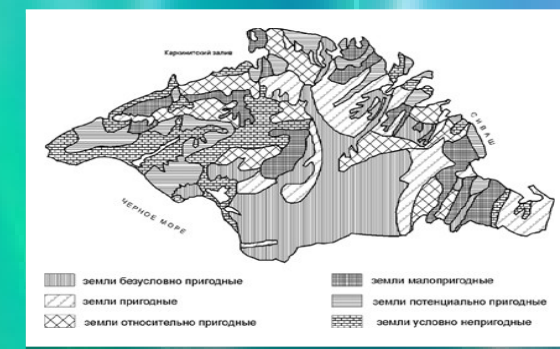 Каркинитский залив
СИВАШ
ЧЕРНОЕ МОРЕ
земли безусловно пригодные
земли пригодные
земли относительно пригодные
земли малопригодные
земли потенциально пригодные
земли условно непригодные